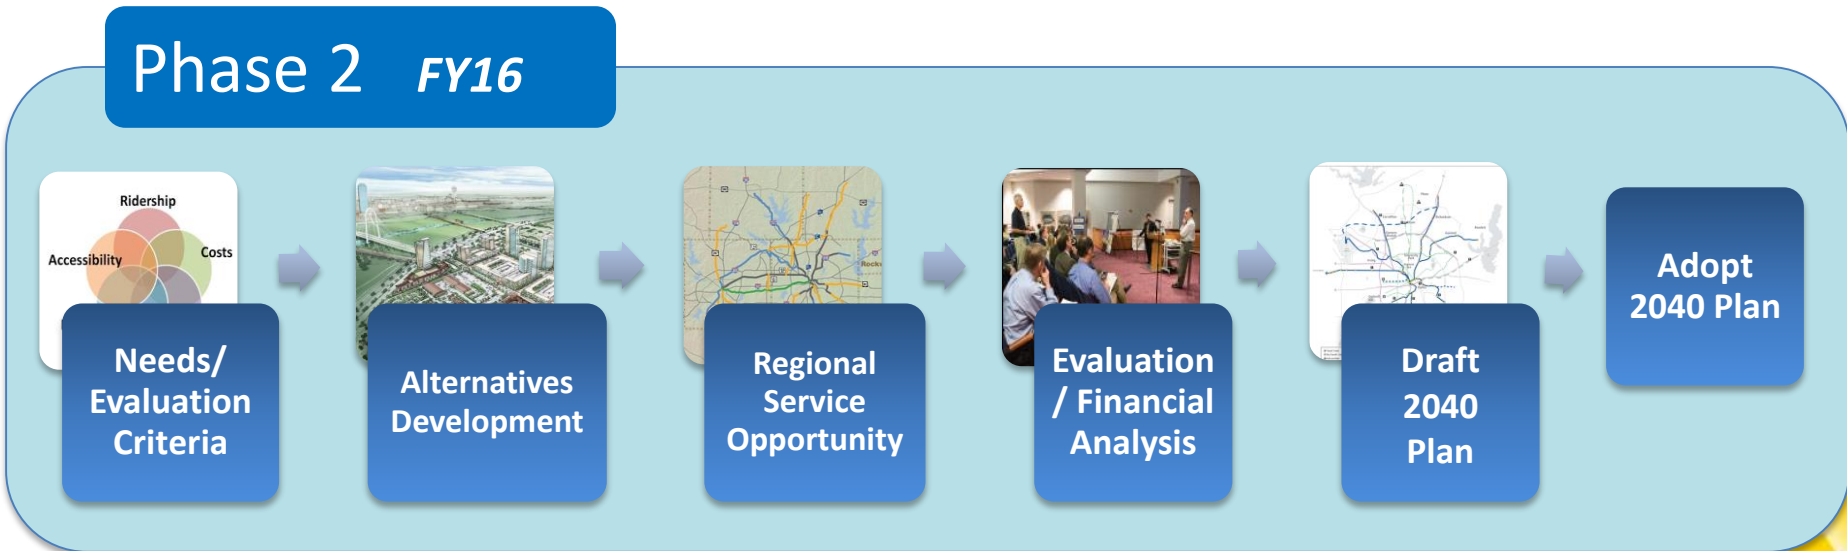 Phase 2 FY16
Ridership
Accessibility
Costs
Needs/
Evaluation
Criteria
Alternatives
Development
Regional
Service
Opportunity
Evaluation
/ Financial
Analysis
Draft
2040
Plan
Adopt
2040 Plan